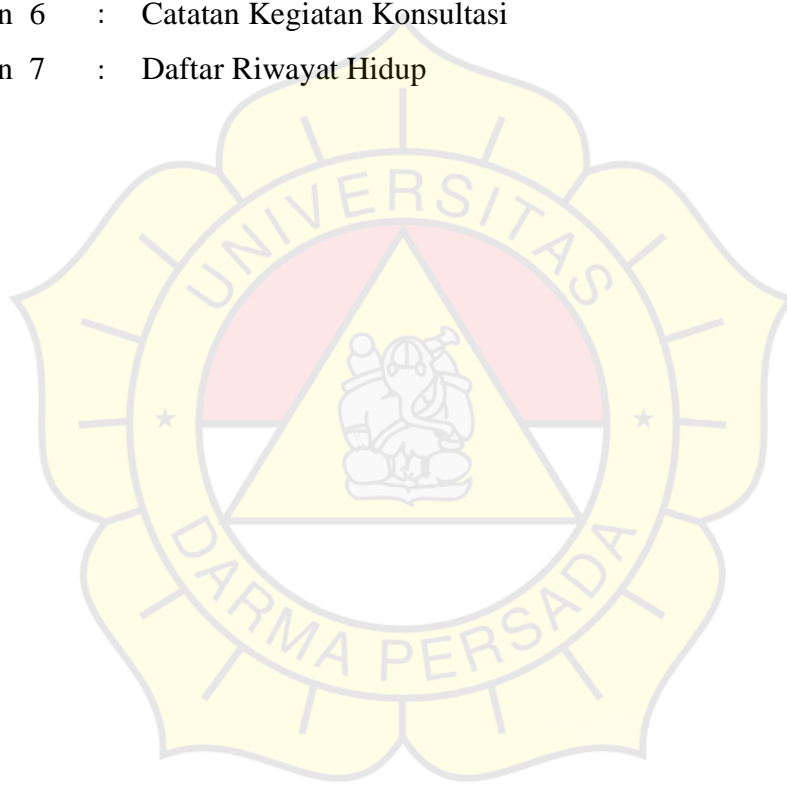 n 6 : Catatan Kegiatan Konsultasi
n 7 : Daftar Riwayat Hidup
UNIVERSITAS
DARMA PERSADA